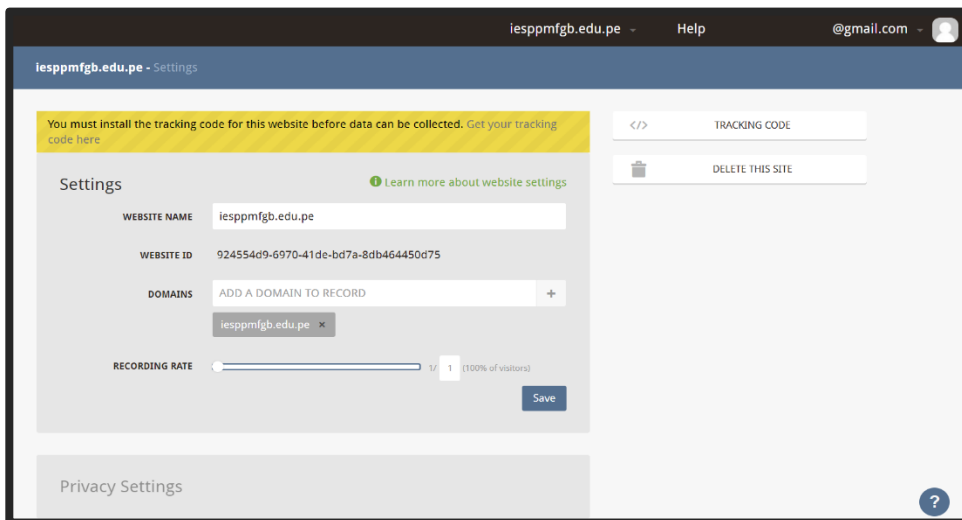 iesppmfgb.edu.pe Help @gmail.com
iesppmfgb.edu.pe - Settings
You must install the tracking code for this website before data can be collected. Get your tracking
code here
</> TRACKING CODE
DELETE THIS SITE
Settings
Learn more about website settings
WEBSITE NAME iesppmfgb.edu.pe
WEBSITE ID 924554d9-6970-41de-bd7a-8db464450d75
DOMAINS ADD A DOMAIN TO RECORD +
iesppmfgb.edu.pe ×
RECORDING RATE 1/ 1 (100% of visitors)
Save
Privacy Settings
?